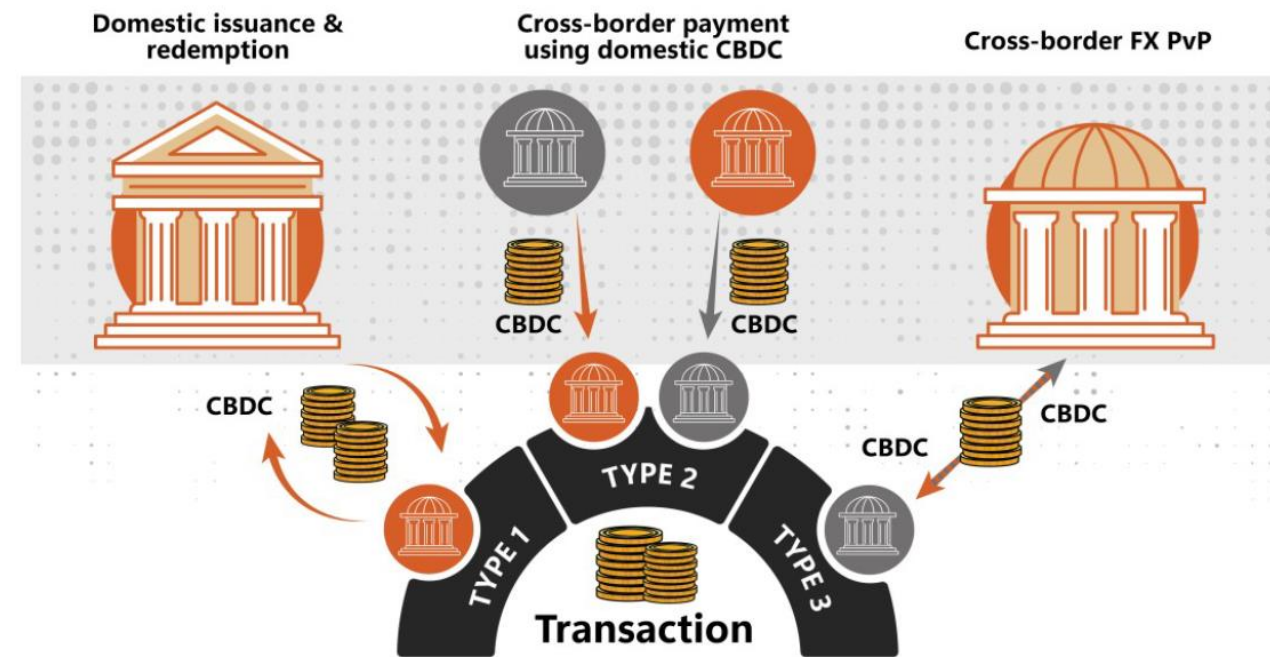 Domestic issuance &
redemption
Cross-border payment
using domestic CBDC
Cross-border FX PvP
CBDC
CBDC
CBDC
CBDC
CBDC
TYPE 1
TYPE 2
TYPE 3
Transaction